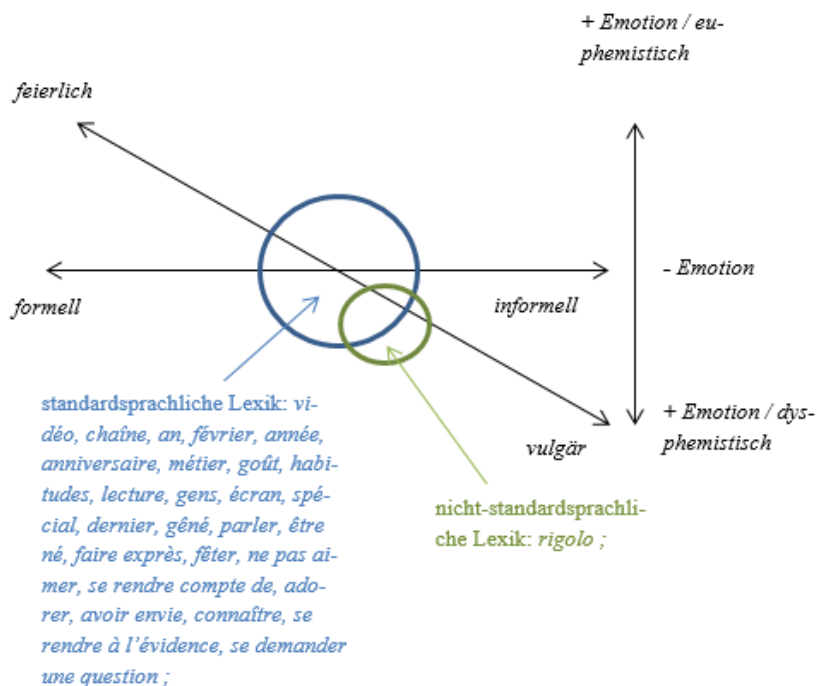 + Emotion / eu-
phemistisch
feierlich
- Emotion
formell
informell
+ Emotion / dys-
phemistisch
vulgär
standardsprachliche Lexik: vi-
déo, chaîne, an, février, année,
anniversaire, métier, goût, habi-
tudes, lecture, gens, écran, spé-
cial, dernier, gêné, parler, être
né, faire exprès, fêter, ne pas ai-
mer, se rendre compte de, ado-
rer, avoir envie, connaître, se
rendre à l’évidence, se demander
une question ;
nicht-standardsprachli-
che Lexik: rigolo ;